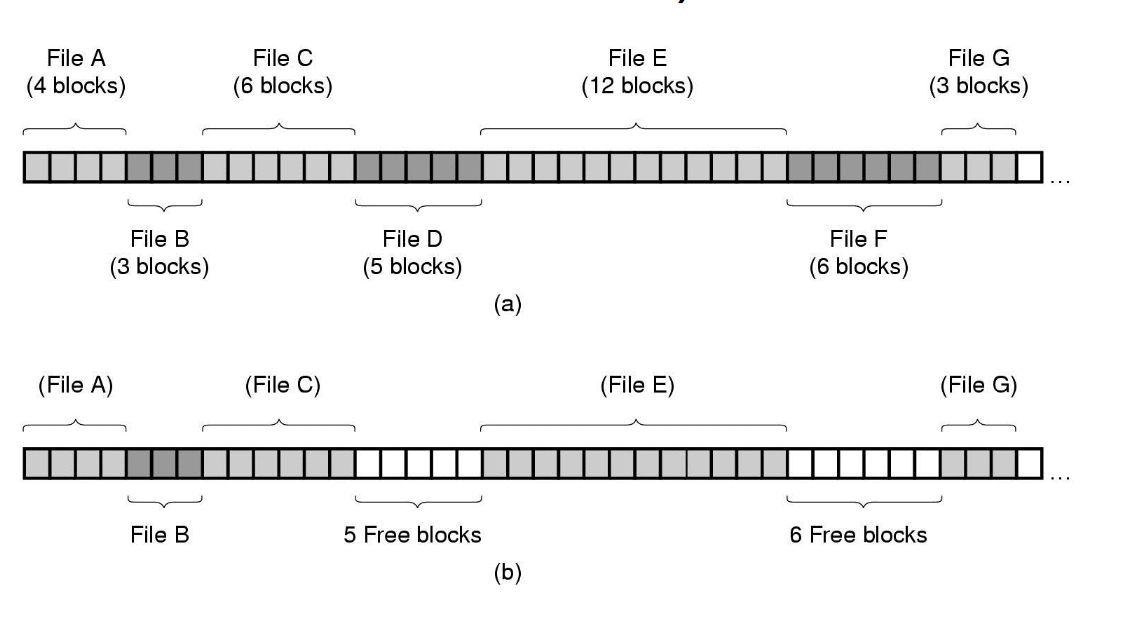 File A
(4 blocks)
File C
(6 blocks)
File E
(12 blocks)
File G
(3 blocks)
...
File B
(3 blocks)
File D
(5 blocks)
File F
(6 blocks)
(a)
(File A)
(File C)
(File E)
(File G)
...
File B
5 Free blocks
6 Free blocks
(b)